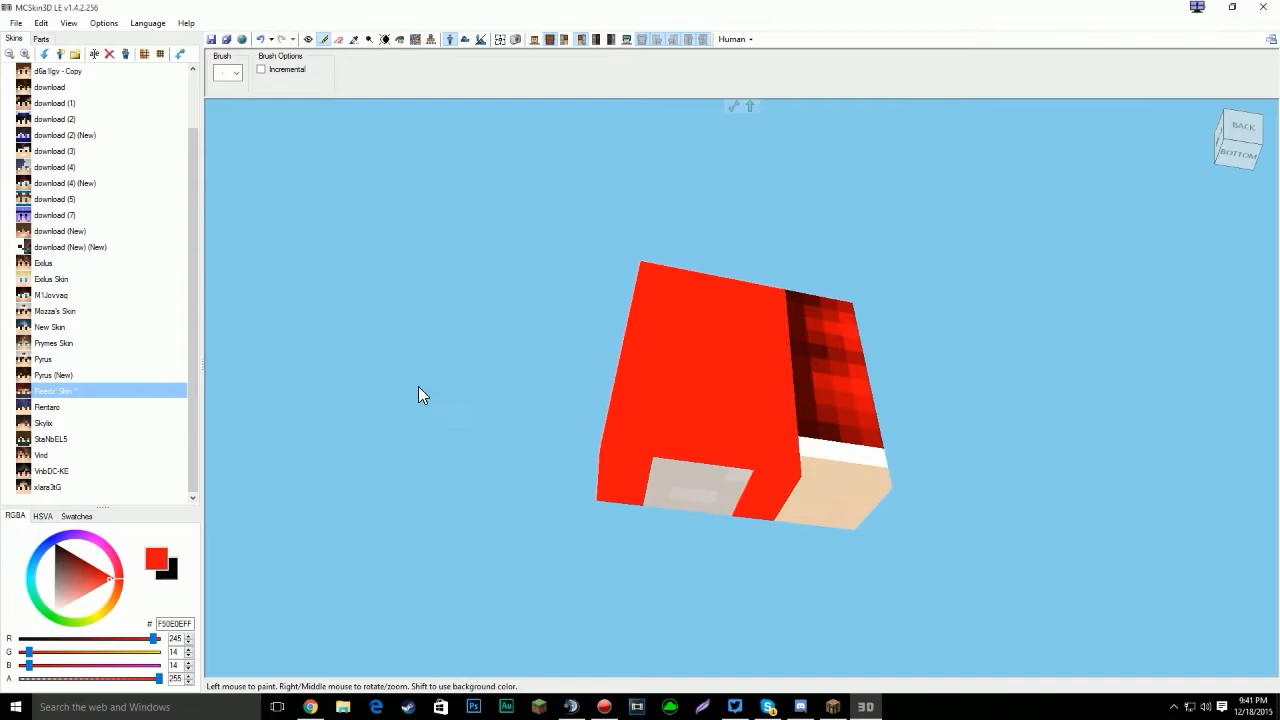 MCSkin3D LE v1.4.2.256
File Edit View Options Language Help
Skins Parts
Human
Brush
Brush Options
Incremental
d6a1lgv - Copy
download
download (1)
download (2)
download (2) (New)
download (3)
download (4)
download (4) (New)
download (5)
download (7)
download (New)
download (New) (New)
Exilus
Exilus Skin
M1Jovvaq
Mozza's Skin
New Skin
Prymes Skin
Pyrus
Pyrus (New)
Rentaro
Skylix
StaNbEL5
Vind
VnbDC-KE
xlara3tG
BACK
BOTTOM
RGBA HSVA Swatches
# F50E0EFF
R 245
G 14
B 14
A 255
Left mouse to paint. Right/Middle mouse to rotate/zoom. Shift to use background color.
Search the web and Windows
Ps
Au
3D
9:41 PM
12/18/2015